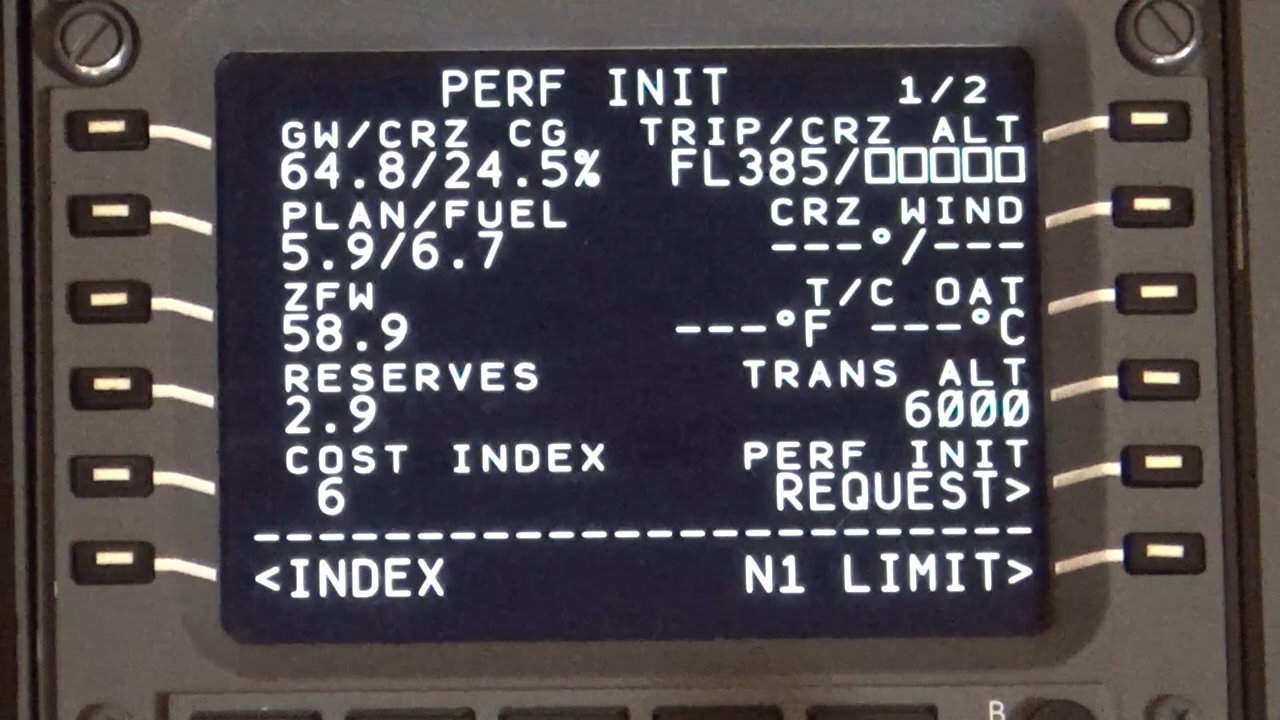 PERF INIT 1/2
GW/CRZ CG TRIP/CRZ ALT
64.8/24.5% FL385/□□□□□
PLAN/FUEL CRZ WIND
5.9/6.7 ---°/---
ZFW T/C OAT
58.9 ---°F ---°C
RESERVES TRANS ALT
2.9 6000
COST INDEX PERF INIT
6 REQUEST>
------------------------
<INDEX N1 LIMIT>
B